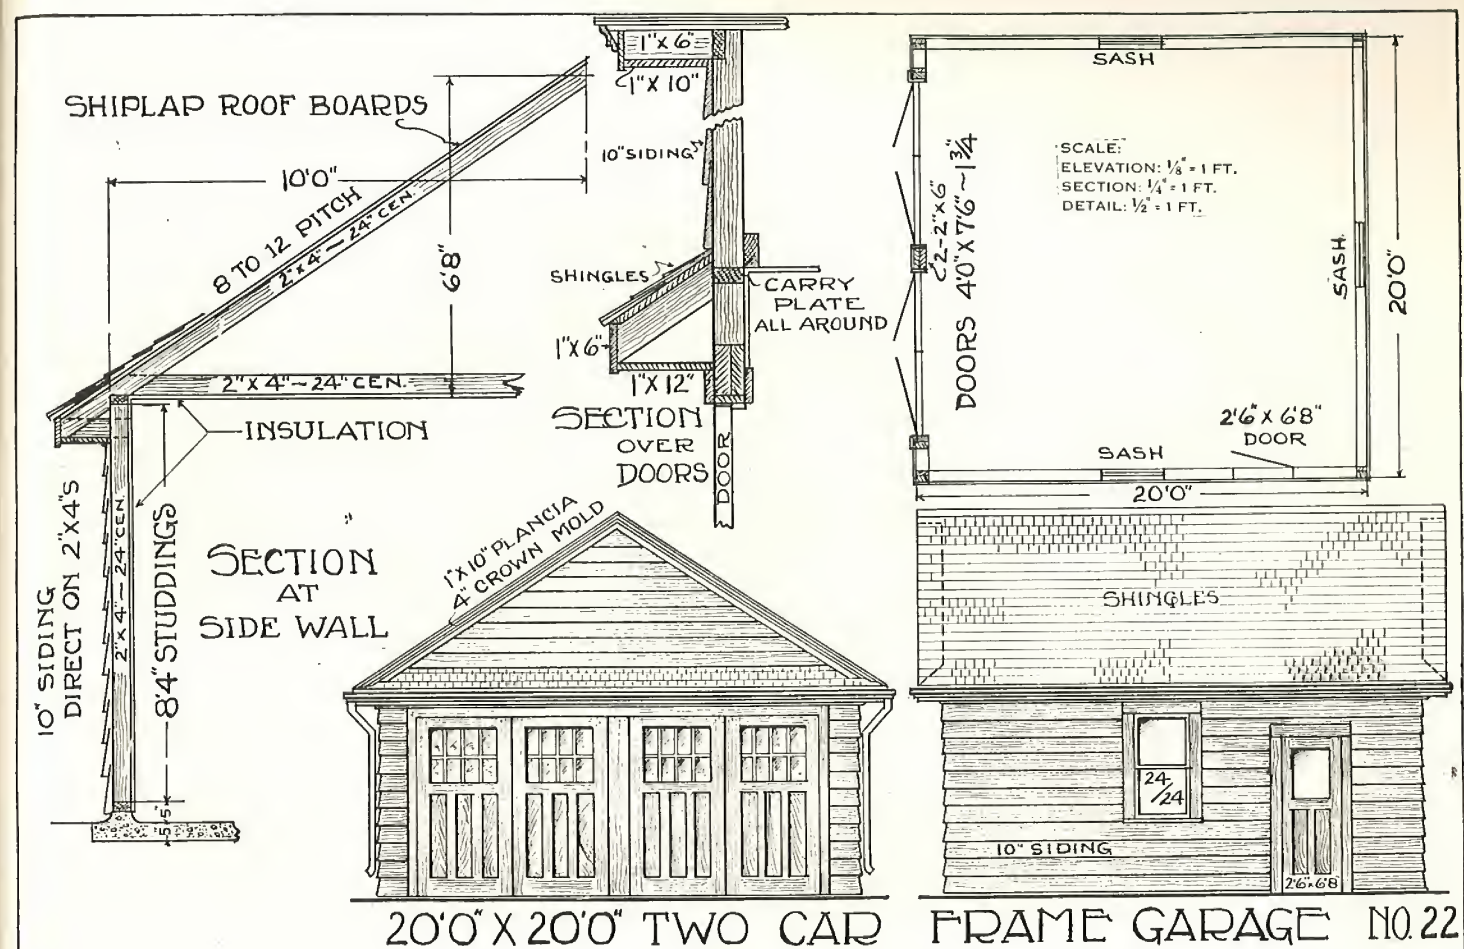 SHIPLAP ROOF BOARDS
10'0"
8 TO 12 PITCH
2"x4"-24" CEN.
6'8"
2"x4"-24" CEN.
INSULATION
10" SIDING
DIRECT ON 2"x4"S
2"x4"-24" CEN.
8'4" STUDDINGS
5" 5"
SECTION
AT
SIDE WALL
1"x6"
1"x10"
10" SIDING
SHINGLES
CARRY
PLATE
ALL AROUND
1"x6"
1"x12"
SECTION
OVER
DOORS
DOOR
SASH
SCALE:
ELEVATION: 1/8" = 1 FT.
SECTION: 1/4" = 1 FT.
DETAIL: 1/2" = 1 FT.
2-2"x6"
DOORS 4'0"x7'6"-1 3/4
SASH
20'0"
2'6"x6'8"
DOOR
SASH
20'0"
1"x10" PLANCIA
4" CROWN MOLD
SHINGLES
24/24
10" SIDING
2'6"x6'8"
20'0"x20'0" TWO CAR FRAME GARAGE NO. 22